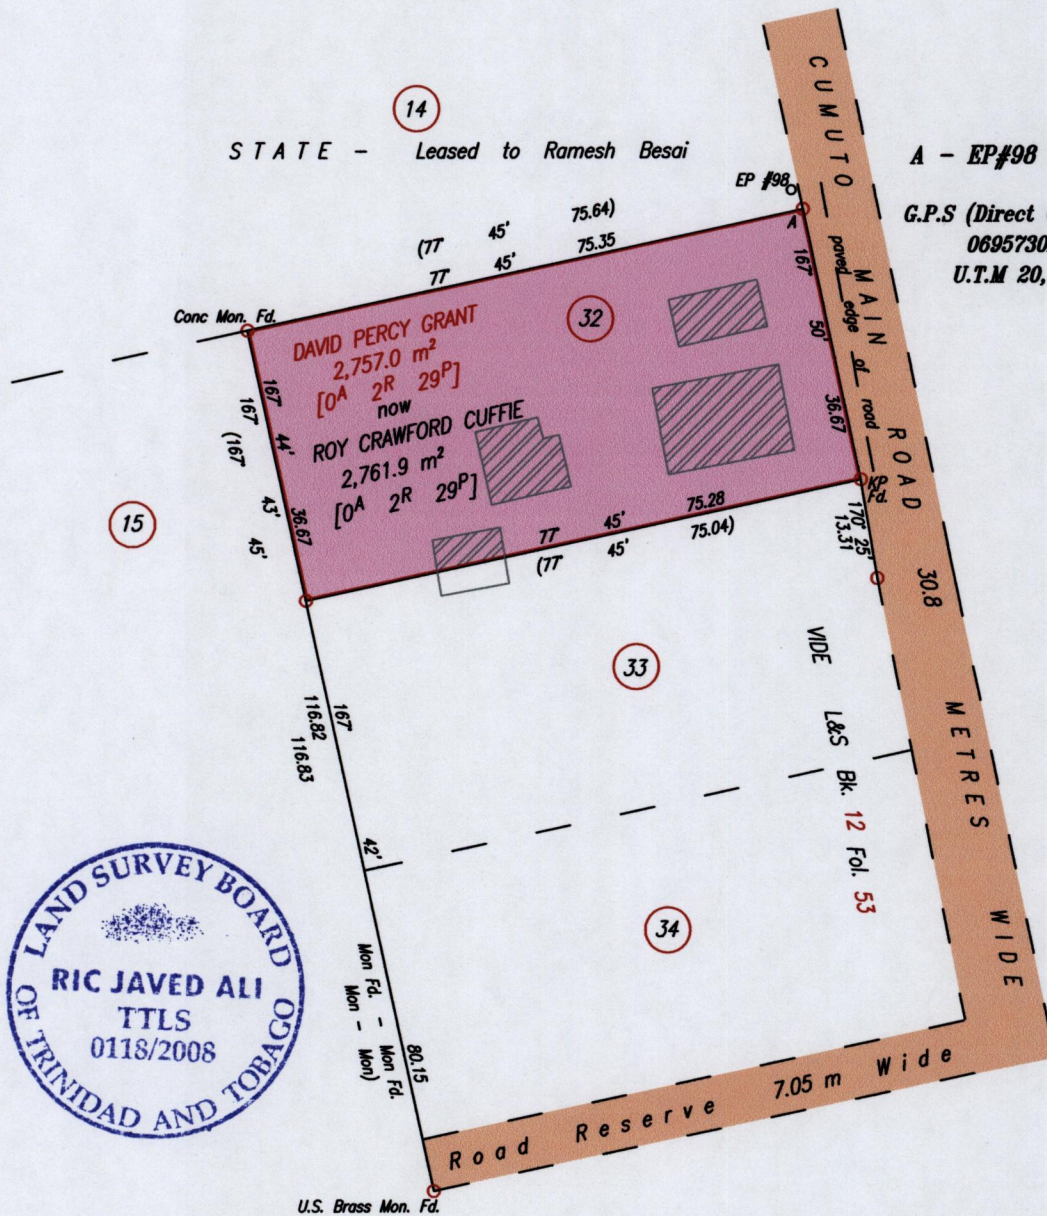 14
STATE - Leased to Ramesh Besai
CUMUTO MAIN ROAD 30.8 METRES WIDE
EP #98
A
A - EP#98
G.P.S (Direct
0695730
U.T.M 20,
(77° 45' 75.64)
77° 45' 75.35
Conc Mon. Fd.
32
DAVID PERCY GRANT
2,757.0 m²
[0ᴬ 2ᴿ 29ᴾ]
now
ROY CRAWFORD CUFFIE
2,761.9 m²
[0ᴬ 2ᴿ 29ᴾ]
167° 50' 36.67
paved edge of road
167° 44' 36.67
167°
(167° 43' 45'
15
77° 45' 75.28
(77° 45' 75.04)
KP Fd.
170° 25'
13.31
33
VIDE L&S Bk. 12 Fol. 53
167° 42'
116.82
116.83
34
80.15
Mon Fd. - Mon Fd.
Mon - Mon)
Road Reserve 7.05 m Wide
U.S. Brass Mon. Fd.
LAND SURVEY BOARD
RIC JAVED ALI
TTLS
0118/2008
OF TRINIDAD AND TOBAGO